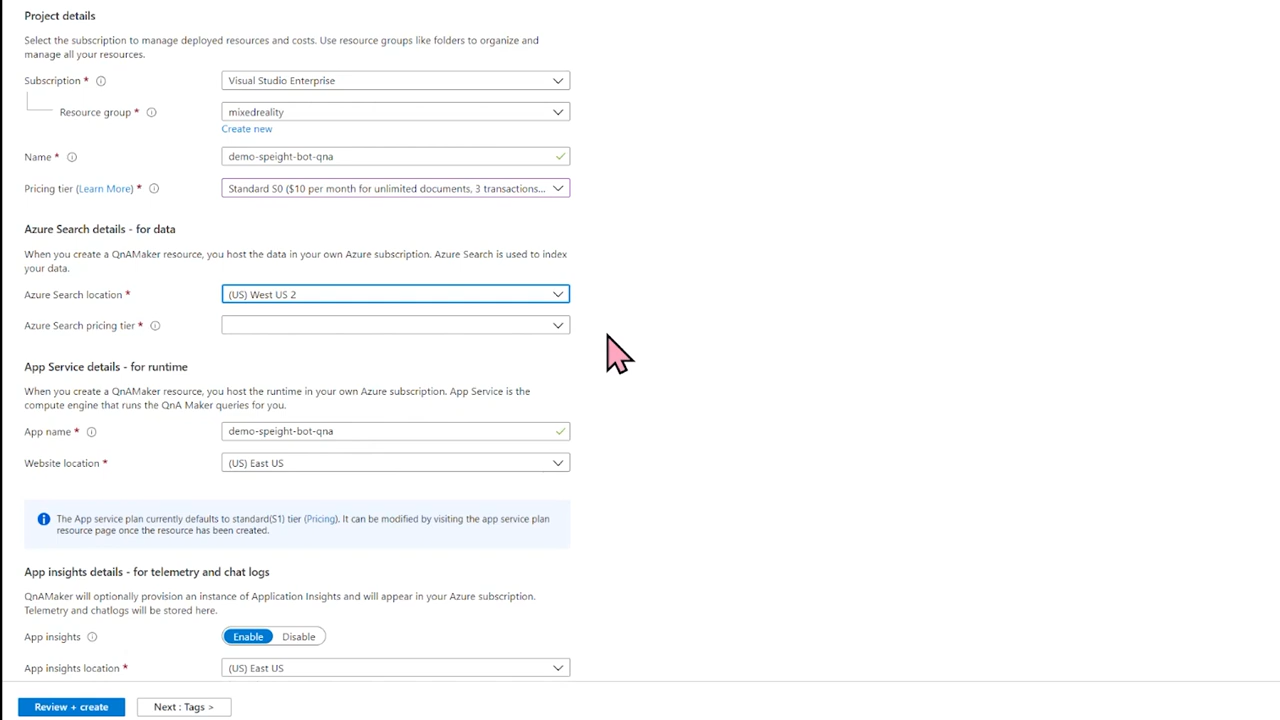 Project details
Select the subscription to manage deployed resources and costs. Use resource groups like folders to organize and
manage all your resources.
Subscription * Visual Studio Enterprise
Resource group * mixedreality
Create new
Name * demo-speight-bot-qna
Pricing tier (Learn More) * Standard S0 ($10 per month for unlimited documents, 3 transactions...
Azure Search details - for data
When you create a QnAMaker resource, you host the data in your own Azure subscription. Azure Search is used to index
your data.
Azure Search location * (US) West US 2
Azure Search pricing tier *
App Service details - for runtime
When you create a QnAMaker resource, you host the runtime in your own Azure subscription. App Service is the
compute engine that runs the QnA Maker queries for you.
App name * demo-speight-bot-qna
Website location * (US) East US
The App service plan currently defaults to standard(S1) tier (Pricing). It can be modified by visiting the app service plan
resource page once the resource has been created.
App insights details - for telemetry and chat logs
QnAMaker will optionally provision an instance of Application Insights and will appear in your Azure subscription.
Telemetry and chatlogs will be stored here.
App insights Enable Disable
App insights location * (US) East US
Review + create Next : Tags >